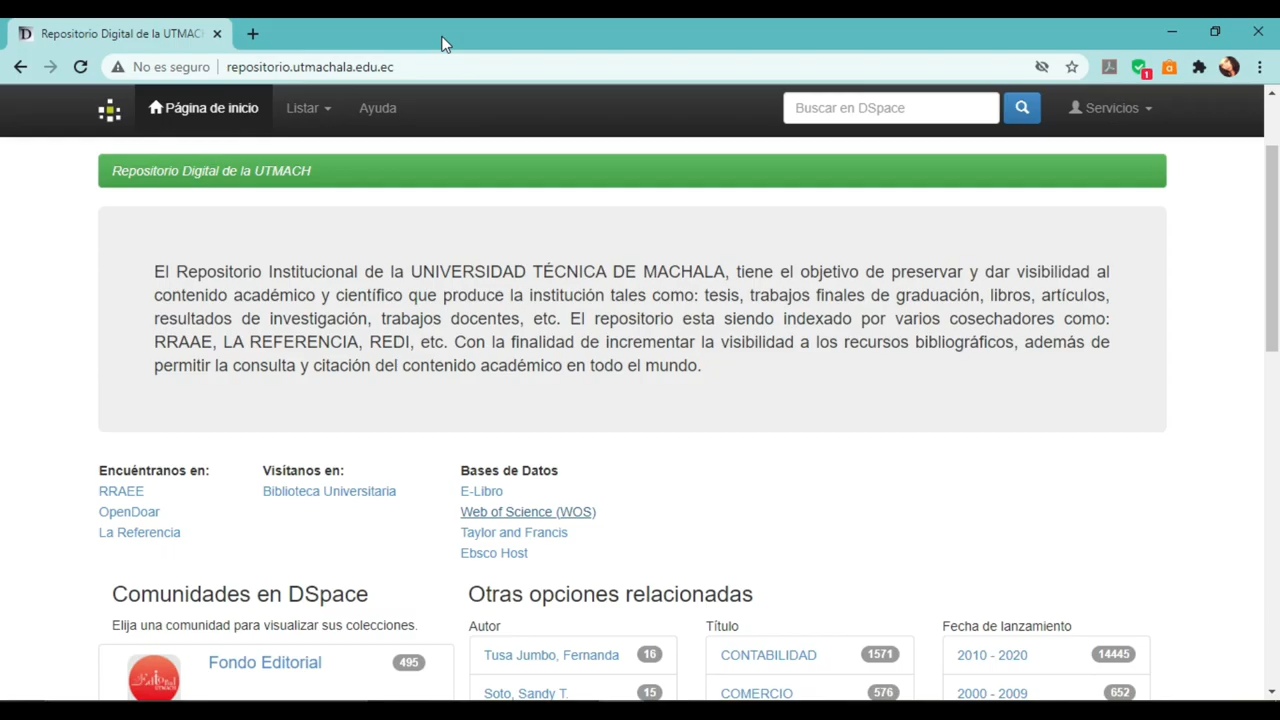 Repositorio Digital de la UTMAC
No es seguro
repositorio.utmachala.edu.ec
1
Página de inicio
Listar
Ayuda
Buscar en DSpace
Servicios
Repositorio Digital de la UTMACH
El Repositorio Institucional de la UNIVERSIDAD TÉCNICA DE MACHALA, tiene el objetivo de preservar y dar visibilidad al
contenido académico y científico que produce la institución tales como: tesis, trabajos finales de graduación, libros, artículos,
resultados de investigación, trabajos docentes, etc. El repositorio esta siendo indexado por varios cosechadores como:
RRAAE, LA REFERENCIA, REDI, etc. Con la finalidad de incrementar la visibilidad a los recursos bibliográficos, además de
permitir la consulta y citación del contenido académico en todo el mundo.
Encuéntranos en:
RRAEE
OpenDoar
La Referencia
Visítanos en:
Biblioteca Universitaria
Bases de Datos
E-Libro
Web of Science (WOS)
Taylor and Francis
Ebsco Host
Comunidades en DSpace
Elija una comunidad para visualizar sus colecciones.
Editorial
UTMACH
Fondo Editorial 495
Otras opciones relacionadas
Autor
Tusa Jumbo, Fernanda 16
Soto, Sandy T. 15
Título
CONTABILIDAD 1571
COMERCIO 576
Fecha de lanzamiento
2010 - 2020 14445
2000 - 2009 652